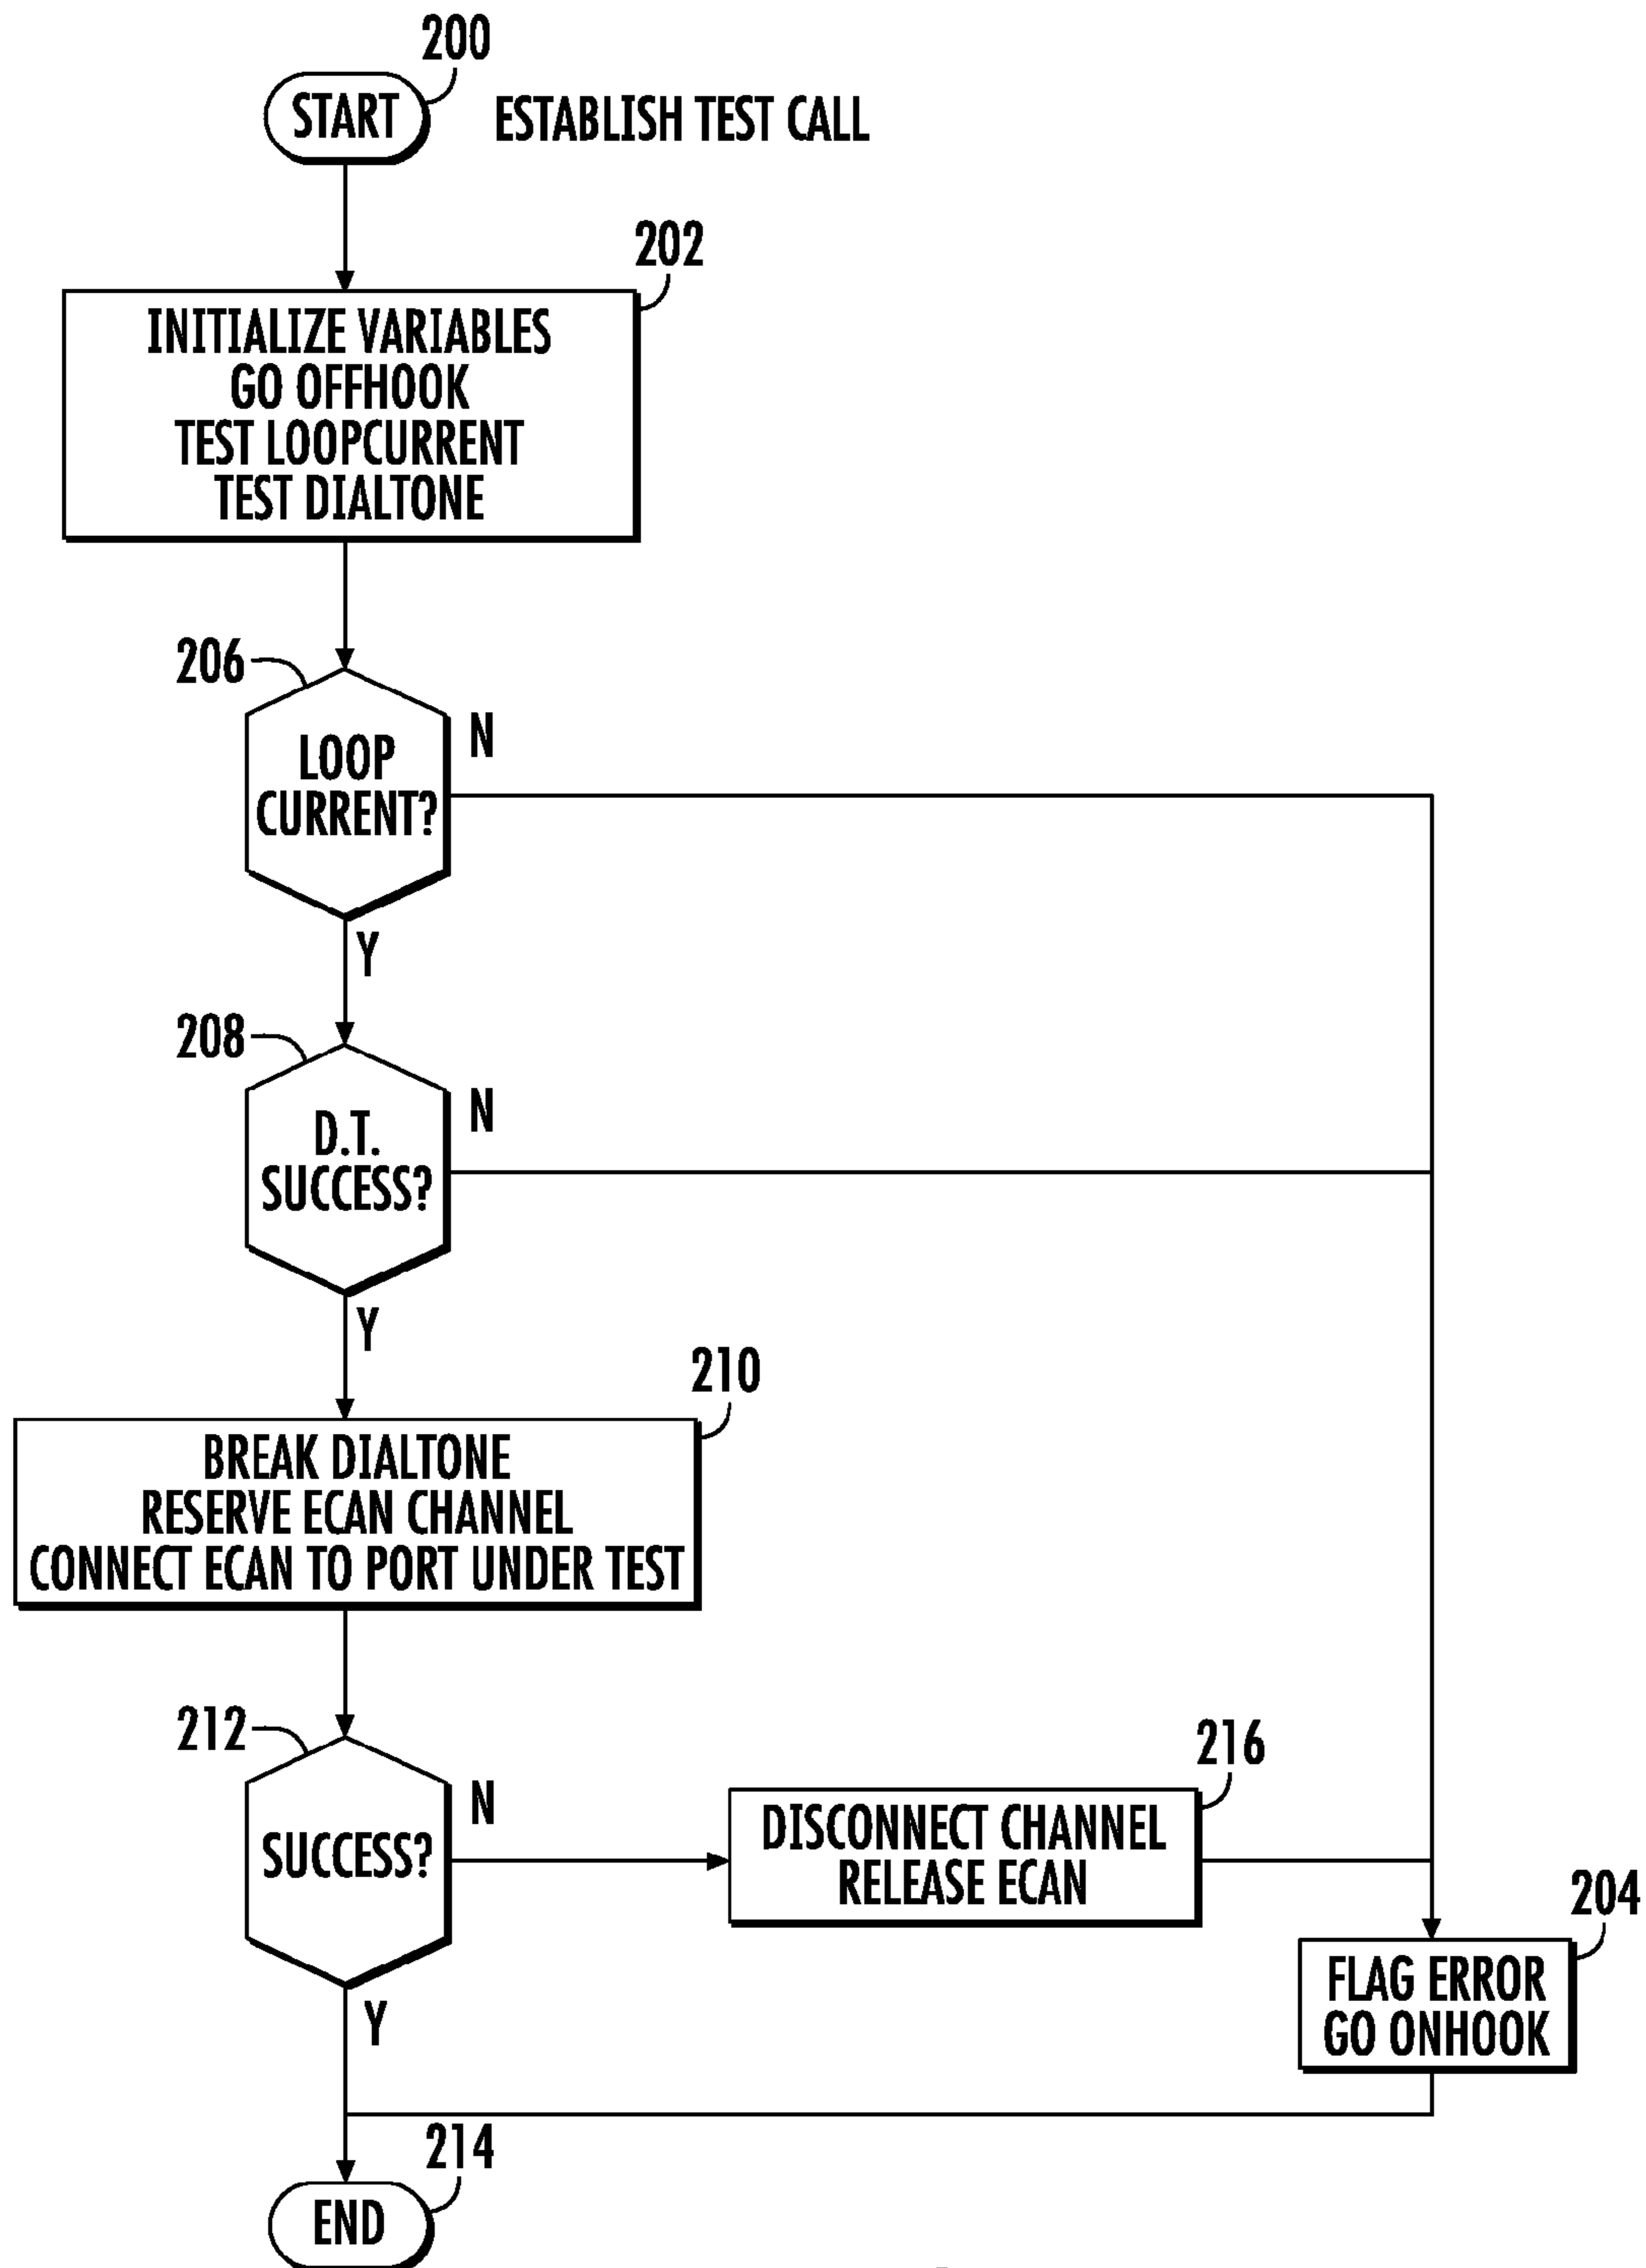 200
START
ESTABLISH TEST CALL
202
INITIALIZE VARIABLES
GO OFFHOOK
TEST LOOPCURRENT
TEST DIALTONE
206
LOOP
CURRENT?
N
Y
208
D.T.
SUCCESS?
N
Y
210
BREAK DIALTONE
RESERVE ECAN CHANNEL
CONNECT ECAN TO PORT UNDER TEST
212
SUCCESS?
N
Y
216
DISCONNECT CHANNEL
RELEASE ECAN
204
FLAG ERROR
GO ONHOOK
214
END